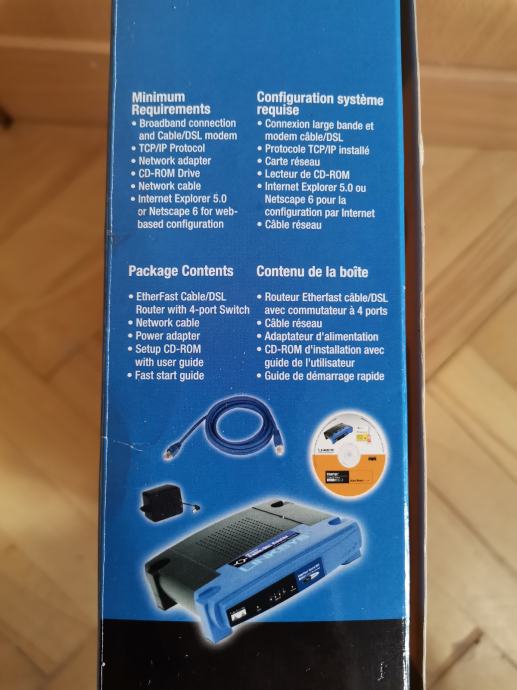 Minimum
Requirements
• Broadband connection
and Cable/DSL modem
• TCP/IP Protocol
• Network adapter
• CD-ROM Drive
• Network cable
• Internet Explorer 5.0
or Netscape 6 for web-
based configuration
Configuration système
requise
• Connexion large bande et
modem câble/DSL
• Protocole TCP/IP installé
• Carte réseau
• Lecteur de CD-ROM
• Internet Explorer 5.0 ou
Netscape 6 pour la
configuration par Internet
• Câble réseau
Package Contents
• EtherFast Cable/DSL
Router with 4-port Switch
• Network cable
• Power adapter
• Setup CD-ROM
with user guide
• Fast start guide
Contenu de la boîte
• Routeur Etherfast câble/DSL
avec commutateur à 4 ports
• Câble réseau
• Adaptateur d'alimentation
• CD-ROM d'installation avec
guide de l'utilisateur
• Guide de démarrage rapide
LINKSYS